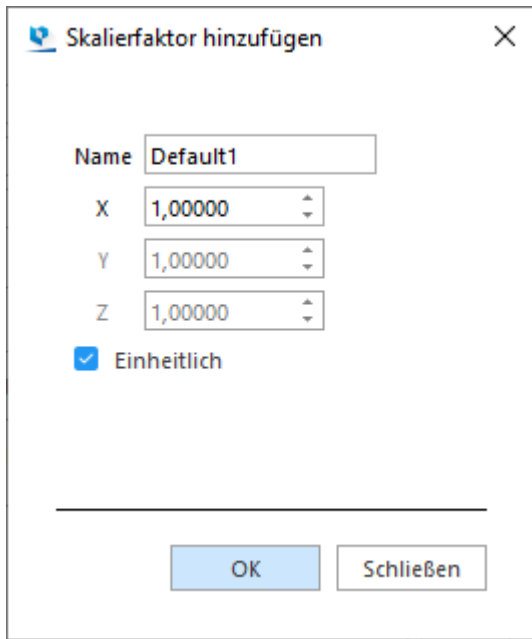 Skalierfaktor hinzufügen
Name Default1
X 1,00000
Y 1,00000
Z 1,00000
Einheitlich
OK Schließen